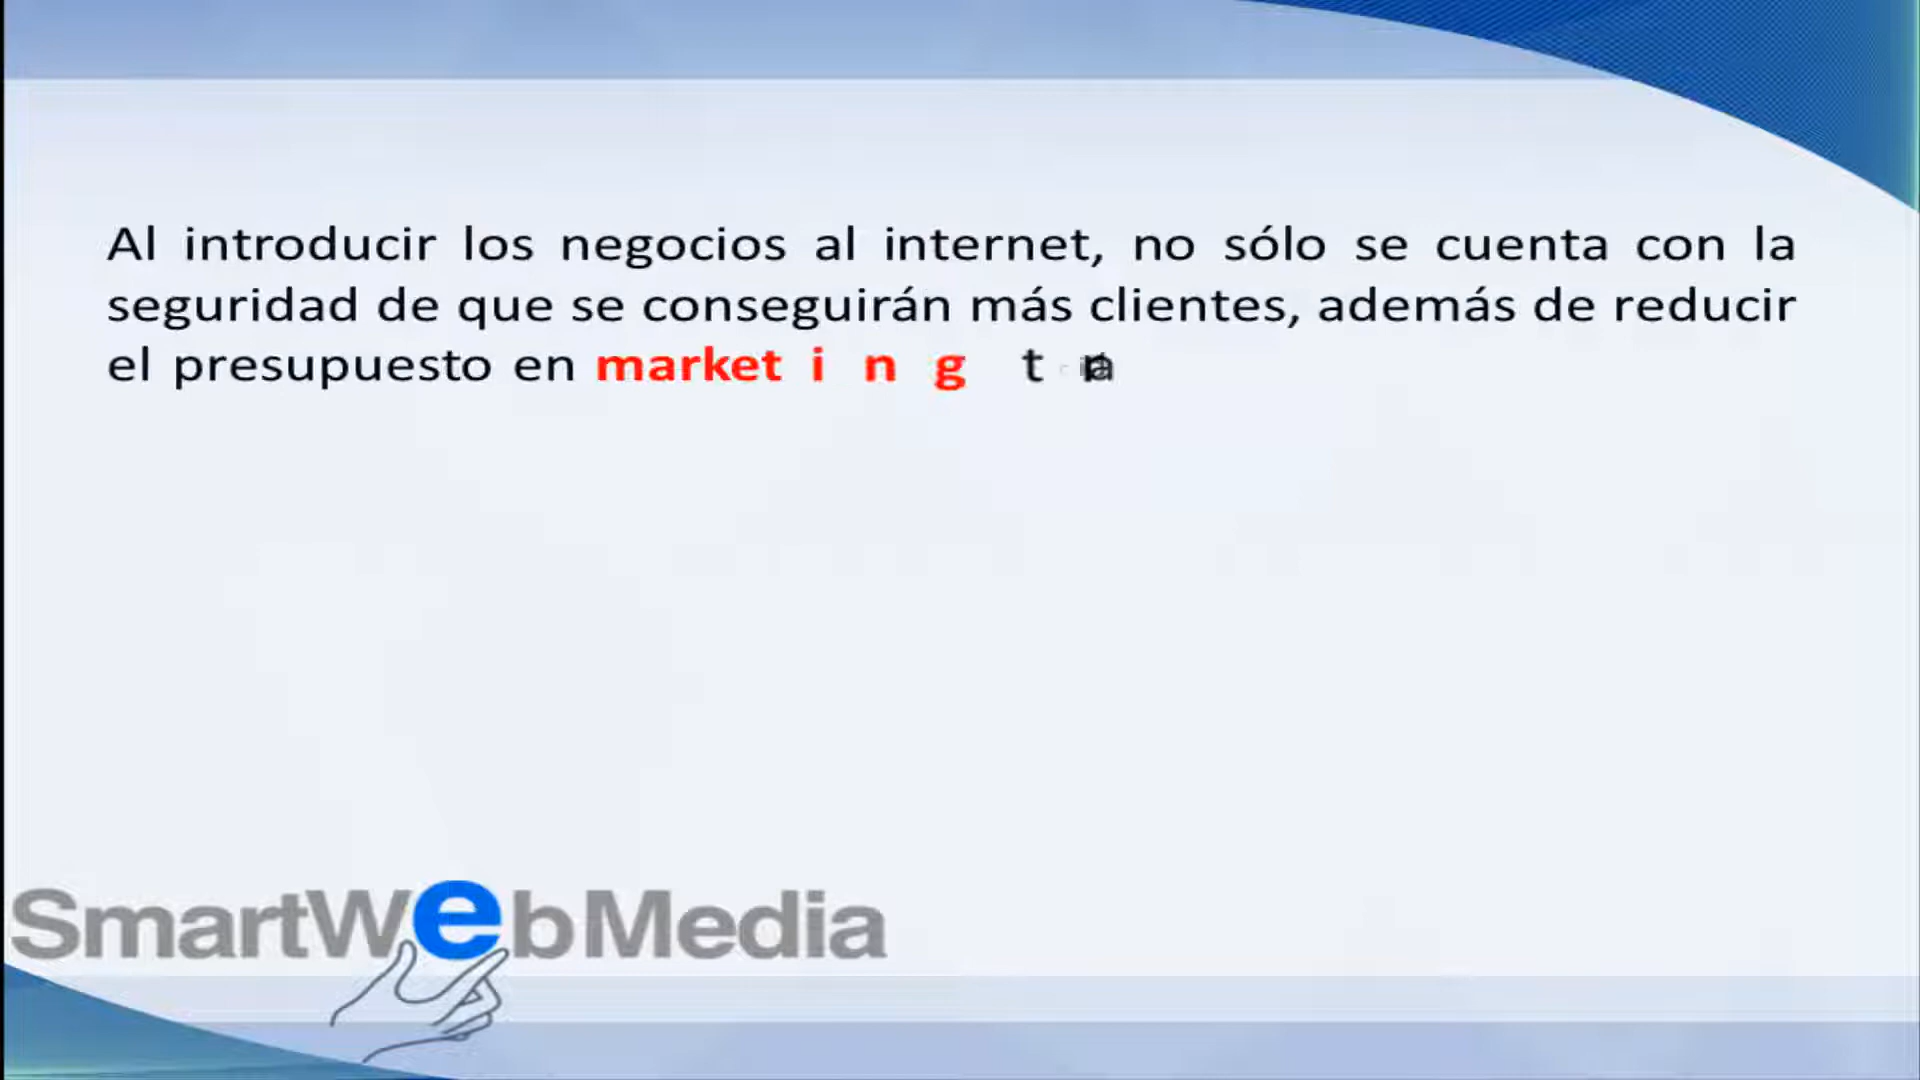 Al introducir los negocios al internet, no sólo se cuenta con la
seguridad de que se conseguirán más clientes, además de reducir
el presupuesto en marketing
SmartWebMedia